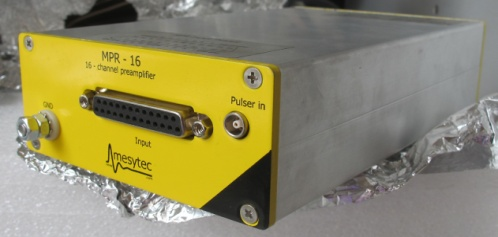 MPR - 16
16 - channel preamplifier
Pulser in
GND
Input
mesytec